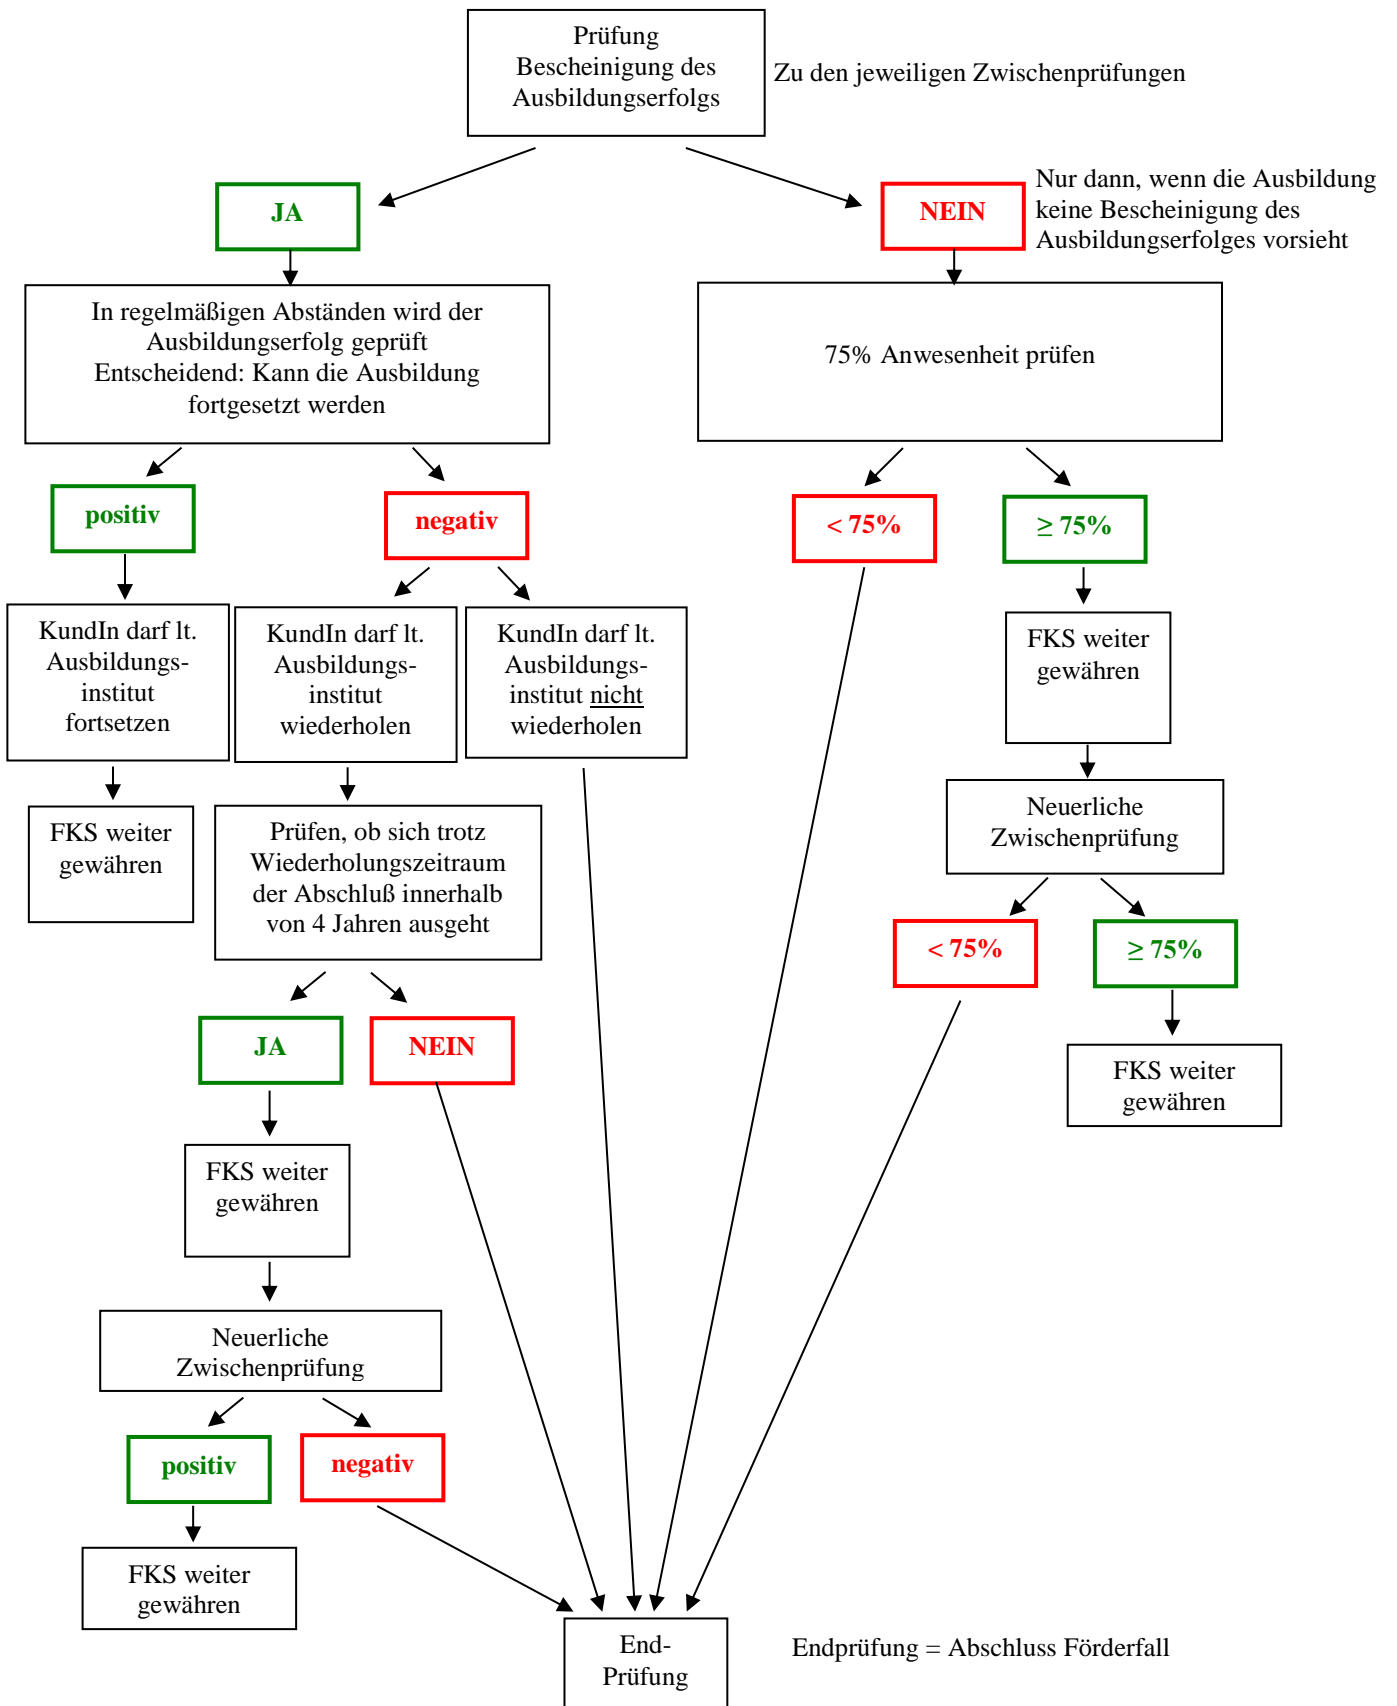 Prüfung
Bescheinigung des
Ausbildungserfolgs
Zu den jeweiligen Zwischenprüfungen
JA
NEIN
Nur dann, wenn die Ausbildung
keine Bescheinigung des
Ausbildungserfolges vorsieht
In regelmäßigen Abständen wird der
Ausbildungserfolg geprüft
Entscheidend: Kann die Ausbildung
fortgesetzt werden
75% Anwesenheit prüfen
positiv
negativ
< 75%
≥ 75%
KundIn darf lt.
Ausbildungs-
institut
fortsetzen
KundIn darf lt.
Ausbildungs-
institut
wiederholen
KundIn darf lt.
Ausbildungs-
institut nicht
wiederholen
FKS weiter
gewähren
FKS weiter
gewähren
Prüfen, ob sich trotz
Wiederholungszeitraum
der Abschluß innerhalb
von 4 Jahren ausgeht
Neuerliche
Zwischenprüfung
< 75%
≥ 75%
JA
NEIN
FKS weiter
gewähren
FKS weiter
gewähren
Neuerliche
Zwischenprüfung
positiv
negativ
FKS weiter
gewähren
End-
Prüfung
Endprüfung = Abschluss Förderfall